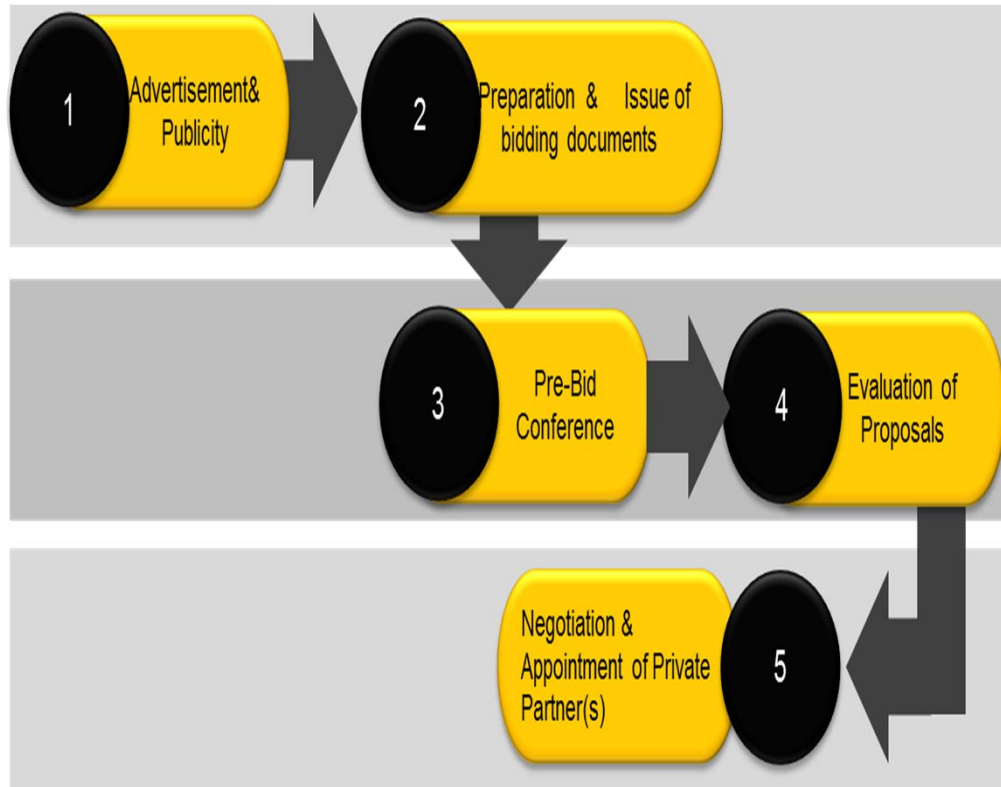 1
Advertisement&
Publicity
2
Preparation & Issue of
bidding documents
3
Pre-Bid
Conference
4
Evaluation of
Proposals
Negotiation &
Appointment of Private
Partner(s)
5